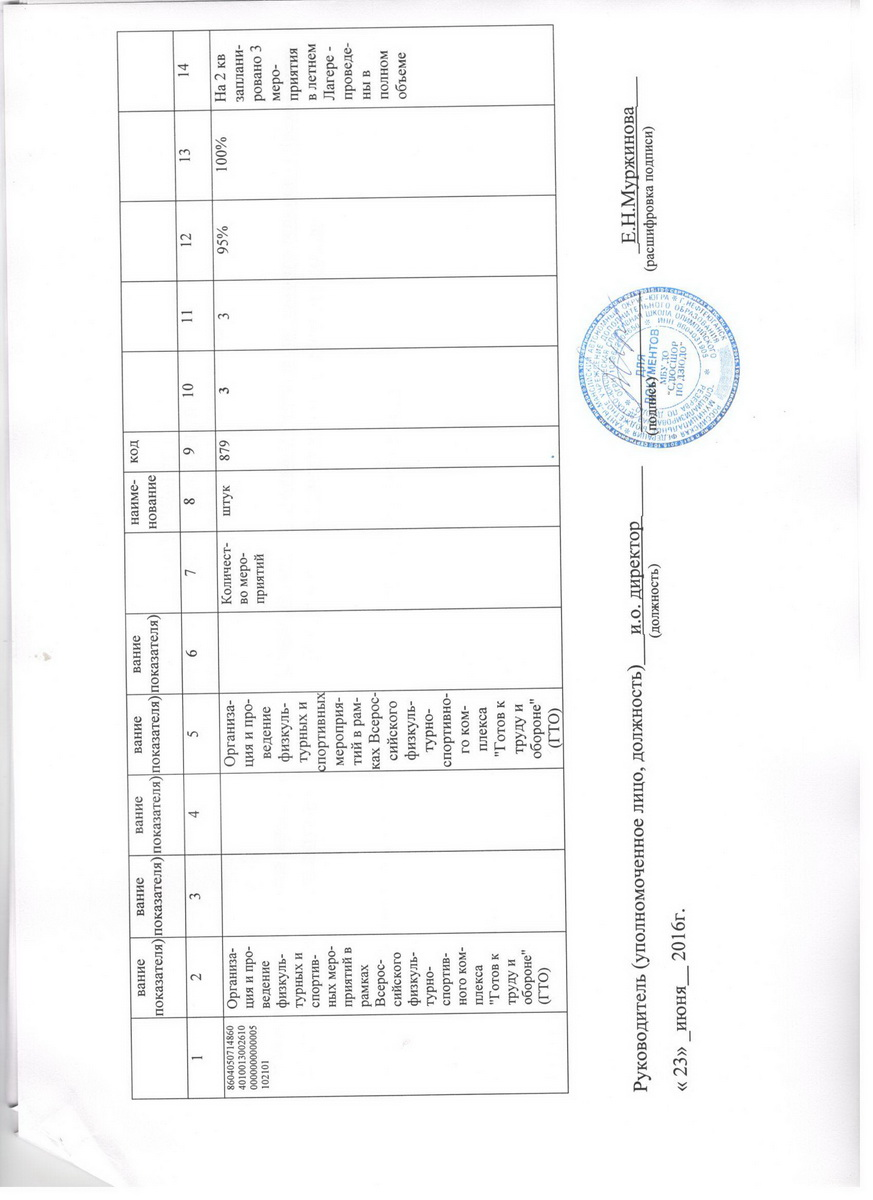 вание
показателя)
вание
показателя)
вание
показателя)
вание
показателя)
вание
показателя)
наиме-
нование
код
1
2
3
4
5
6
7
8
9
10
11
12
13
14
8604050714860
4010013002610
0000000000005
102101
Организа-
ция и про-
ведение
физкуль-
турных и
спортив-
ных меро-
приятий в
рамках
Всерос-
сийского
физкуль-
турно-
спортив-
ного ком-
плекса
"Готов к
труду и
обороне"
(ГТО)
Организа-
ция и про-
ведение
физкуль-
турных и
спортивных
мероприя-
тий в рам-
ках Всерос-
сийского
физкуль-
турно-
спортивно-
го ком-
плекса
"Готов к
труду и
обороне"
(ГТО)
Количест-
во меро-
приятий
штук
879
3
3
95%
100%
На 2 кв
заплани-
ровано 3
меро-
приятия
в летнем
Лагере -
проведе-
ны в
полном
объеме
Руководитель (уполномоченное лицо, должность) и.о. директор Е.Н.Муржинова
(должность) (подпись) (расшифровка подписи)
ДЛЯ
ДОКУМЕНТОВ
МБУ ДО
"СДЮСШОР
ПО ДЗЮДО"
« 23» _июня__ 2016г.